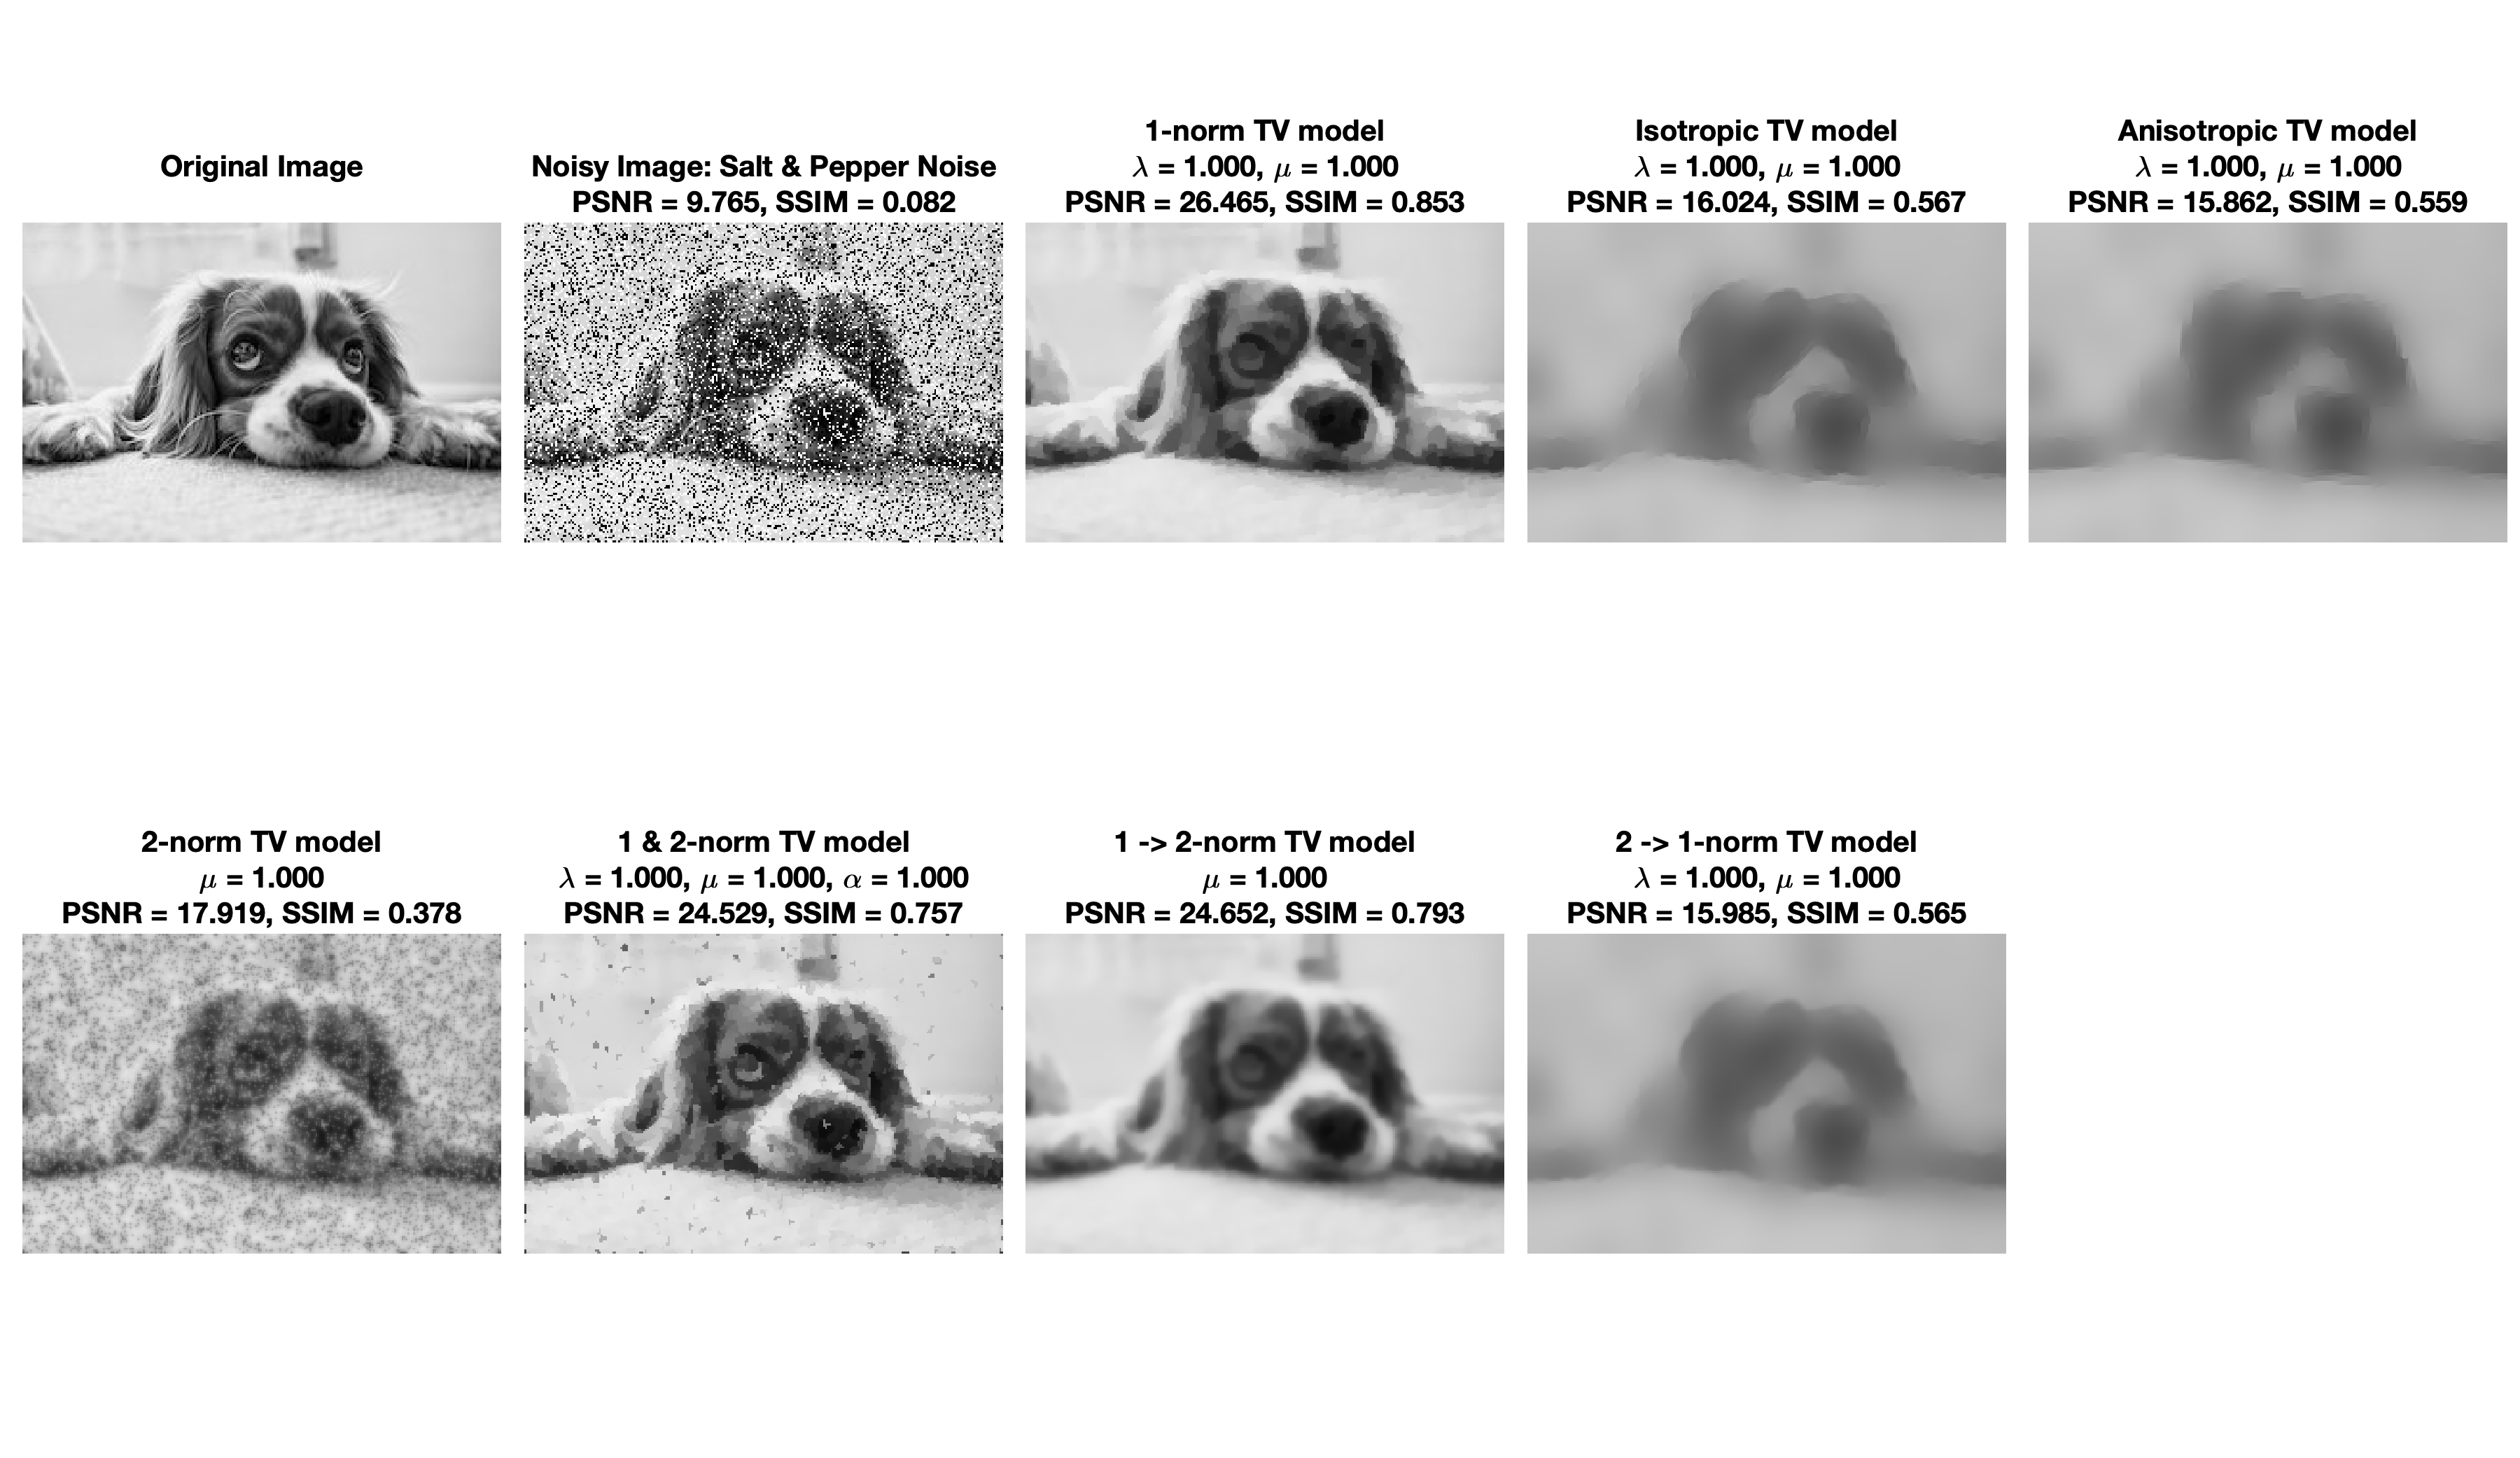 Original Image
Noisy Image: Salt & Pepper Noise
PSNR = 9.765, SSIM = 0.082
1-norm TV model
λ = 1.000, μ = 1.000
PSNR = 26.465, SSIM = 0.853
Isotropic TV model
λ = 1.000, μ = 1.000
PSNR = 16.024, SSIM = 0.567
Anisotropic TV model
λ = 1.000, μ = 1.000
PSNR = 15.862, SSIM = 0.559
2-norm TV model
μ = 1.000
PSNR = 17.919, SSIM = 0.378
1 & 2-norm TV model
λ = 1.000, μ = 1.000, α = 1.000
PSNR = 24.529, SSIM = 0.757
1 -> 2-norm TV model
μ = 1.000
PSNR = 24.652, SSIM = 0.793
2 -> 1-norm TV model
λ = 1.000, μ = 1.000
PSNR = 15.985, SSIM = 0.565